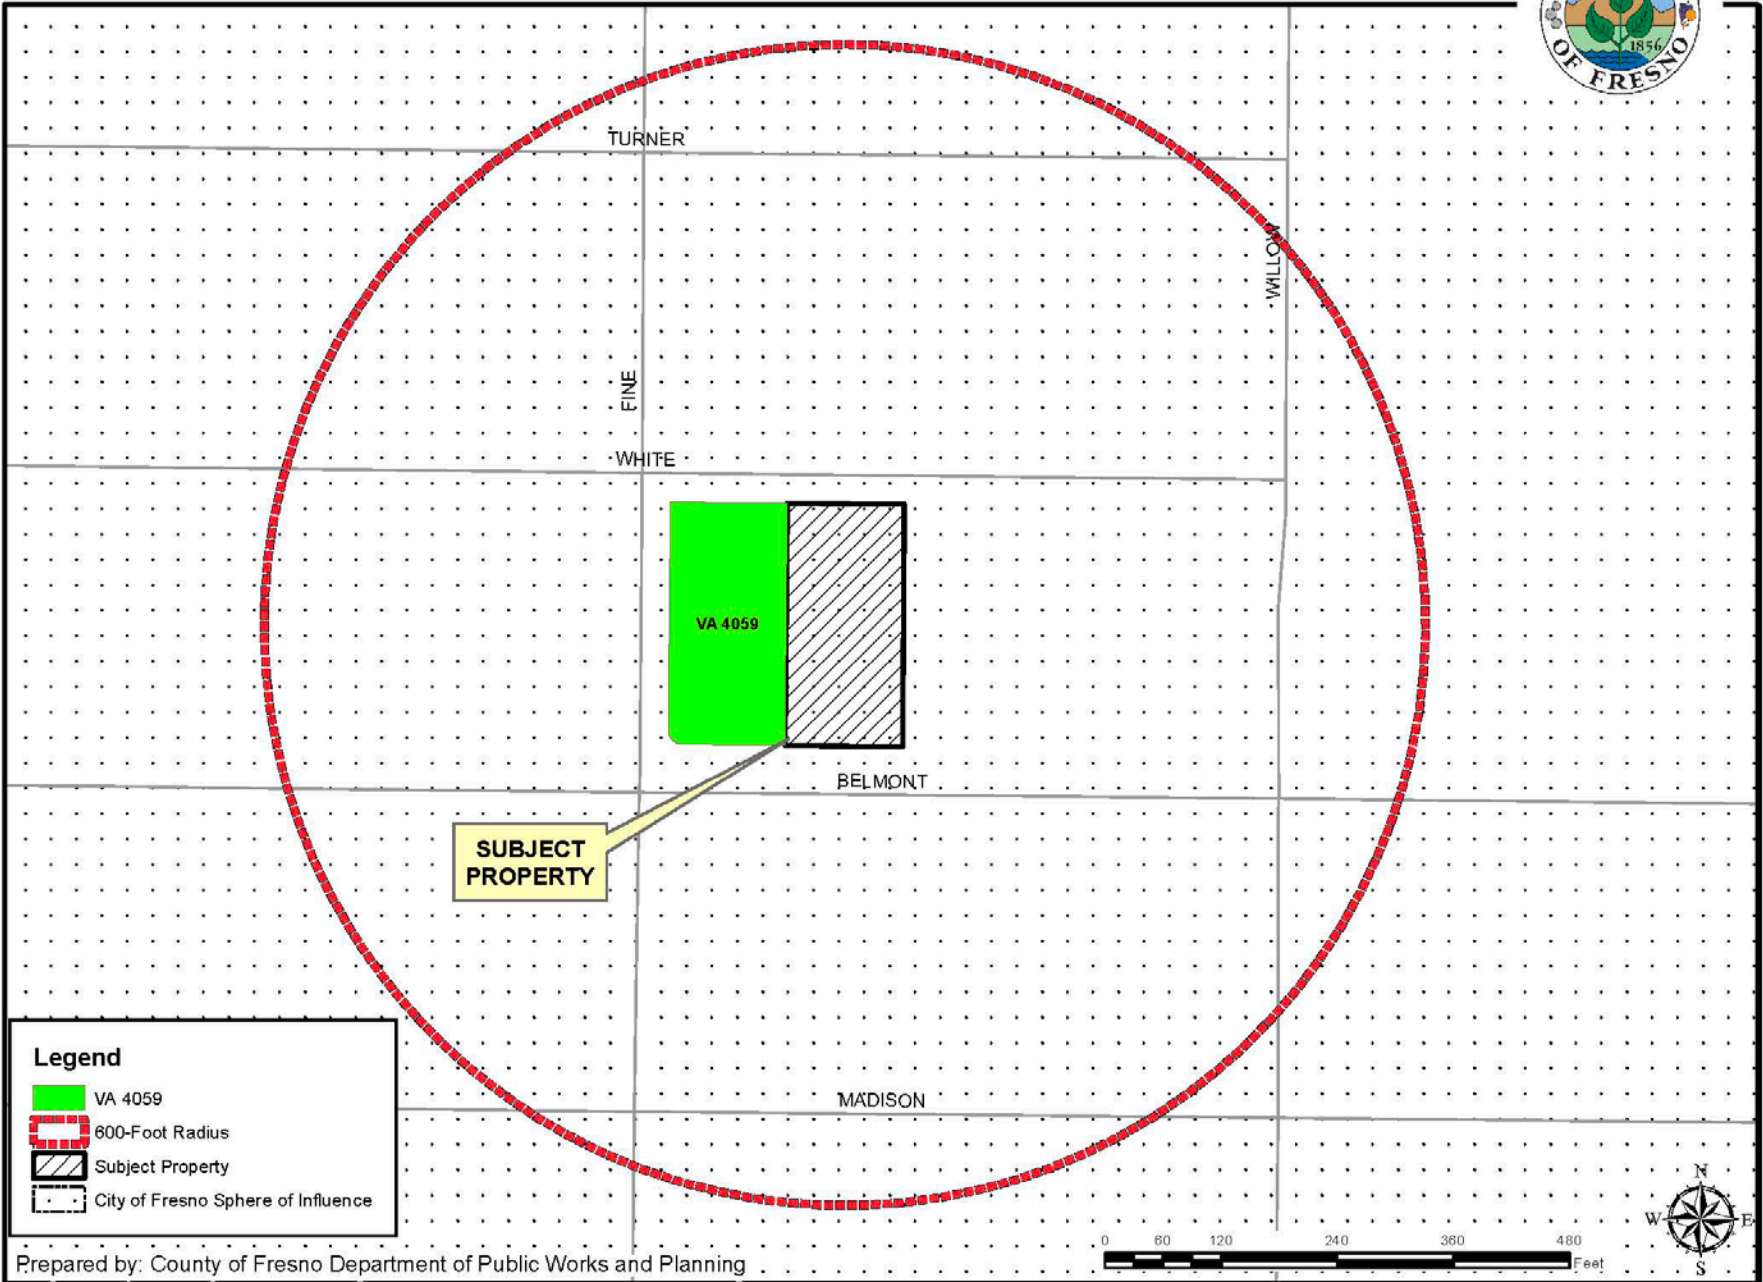 1856
OF FRESNO
TURNER
WILLOW
FINE
WHITE
VA 4059
BELMONT
SUBJECT
PROPERTY
MADISON
Legend
VA 4059
600-Foot Radius
Subject Property
City of Fresno Sphere of Influence
N
W E
S
0 60 120 240 360 480
Feet
Prepared by: County of Fresno Department of Public Works and Planning